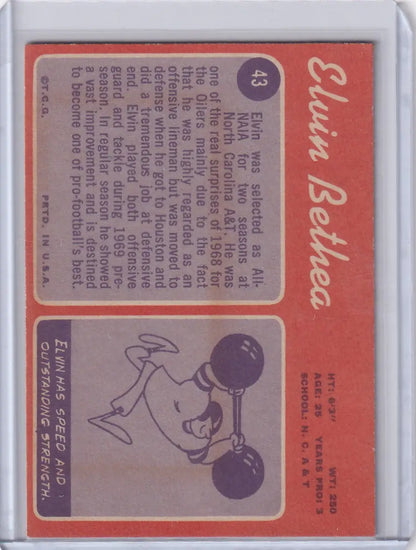 Elvin Bethea
HT: 6'3" WT: 250
AGE: 25 YEARS PRO: 3
SCHOOL: N. C. A & T
43
Elvin was selected as All-
NAIA for two seasons at
North Carolina A&T. He was
one of the real surprises of 1968 for
the Oilers mainly due to the fact
that he was highly regarded as an
offensive lineman but was moved to
defense when he got to Houston and
did a tremendous job at defensive
end. Elvin played both offensive
guard and tackle during 1969 pre-
season. In regular season he showed
a vast improvement and is destined
to become one of pro-football's best.
©T.C.G. PRTD. IN U.S.A.
ELVIN HAS SPEED AND
OUTSTANDING STRENGTH.